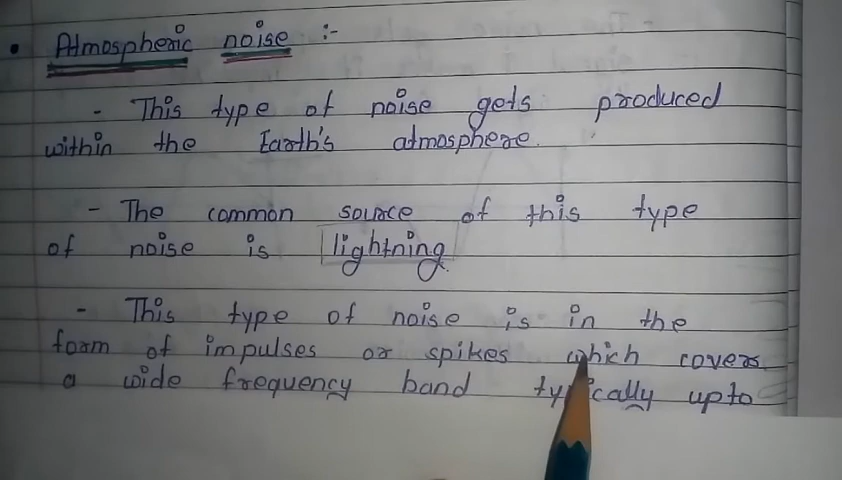 • Atmospheric noise :-
- This type of noise gets produced
within the Earth's atmosphere.
- The common source of this type
of noise is lightning.
- This type of noise is in the
form of impulses or spikes which covers
a wide frequency band typically upto